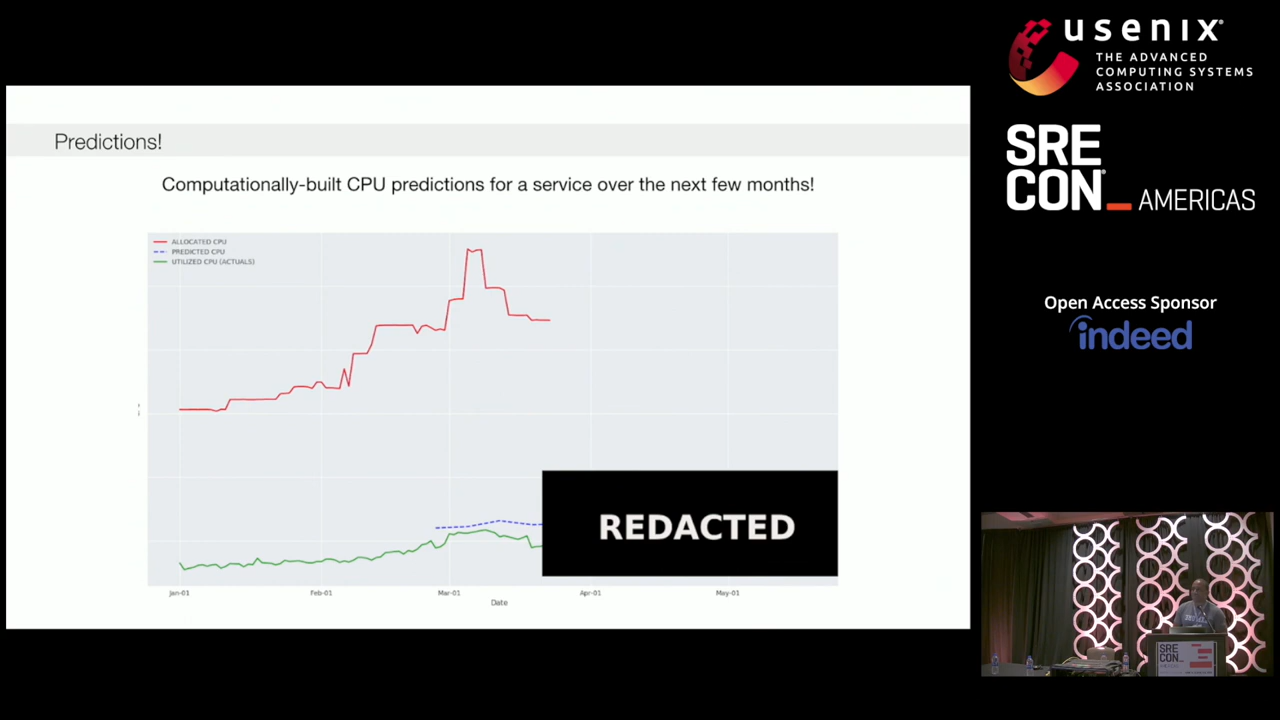 Predictions!
Computationally-built CPU predictions for a service over the next few months!
ALLOCATED CPU
PREDICTED CPU
UTILIZED CPU (ACTUALS)
REDACTED
Jan-01
Feb-01
Mar-01
Apr-01
May-01
Date
usenix®
THE ADVANCED
COMPUTING SYSTEMS
ASSOCIATION
SRE
CON®
AMERICAS
Open Access Sponsor
indeed
SRE
CON